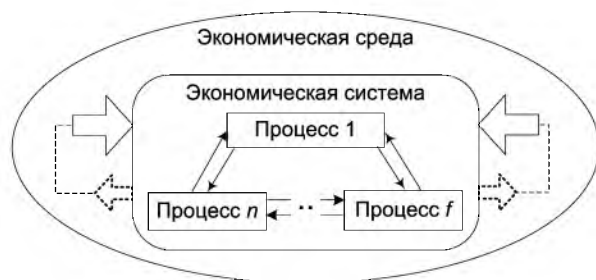 Экономическая среда
Экономическая система
Процесс 1
Процесс n
Процесс f